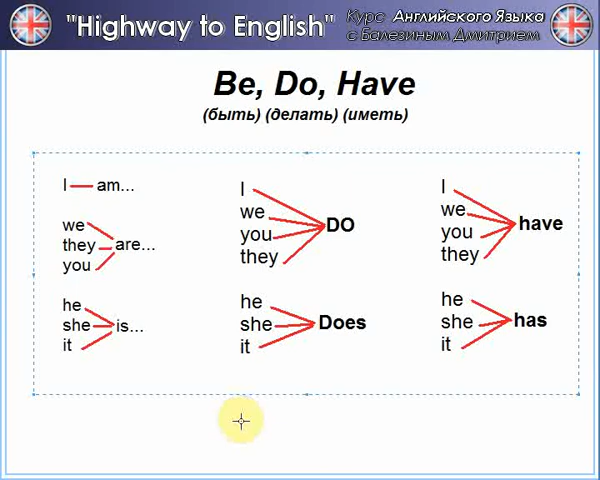 "Highway to English"
Курс Английского Языка
с Балезиным Дмитрием
Be, Do, Have
(быть) (делать) (иметь)
I am...
we
they are...
you
he
she is...
it
I
we
you DO
they
he
she Does
it
I
we
you have
they
he
she has
it